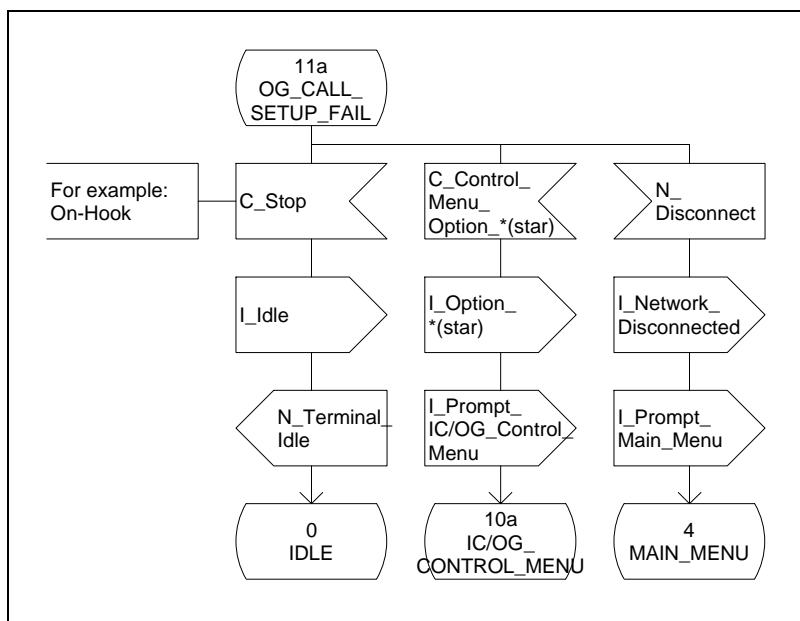 11a
OG_CALL_
SETUP_FAIL
For example:
On-Hook
C_Stop
C_Control_
Menu_
Option_*(star)
N_
Disconnect
I_Idle
I_Option_
*(star)
I_Network_
Disconnected
N_Terminal_
Idle
I_Prompt_
IC/OG_Control_
Menu
I_Prompt_
Main_Menu
0
IDLE
10a
IC/OG_
CONTROL_MENU
4
MAIN_MENU